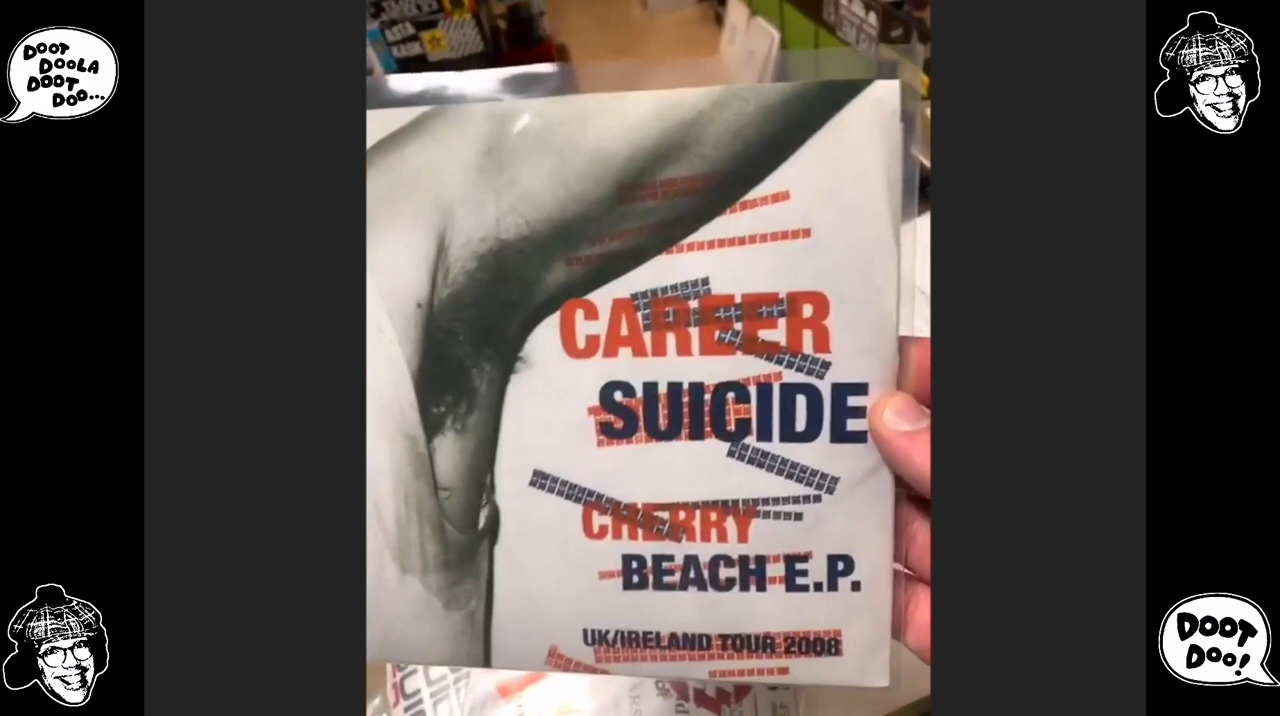 DOOT
DOOLA
DOOT
DOO...
CAREER
SUICIDE
CHERRY
BEACH E.P.
UK/IRELAND TOUR 2008
DOOT
DOO!